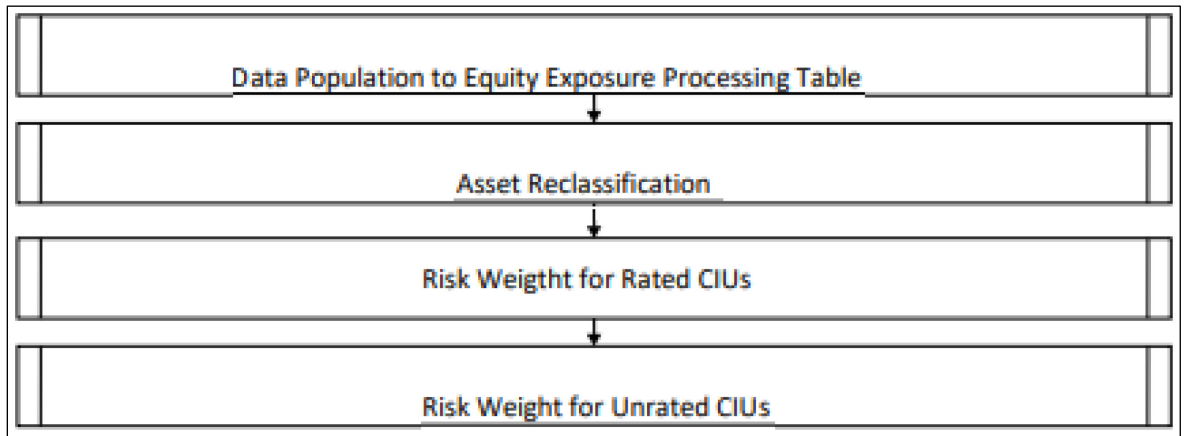 Data Population to Equity Exposure Processing Table
Asset Reclassification
Risk Weigtht for Rated CIUs
Risk Weight for Unrated CIUs